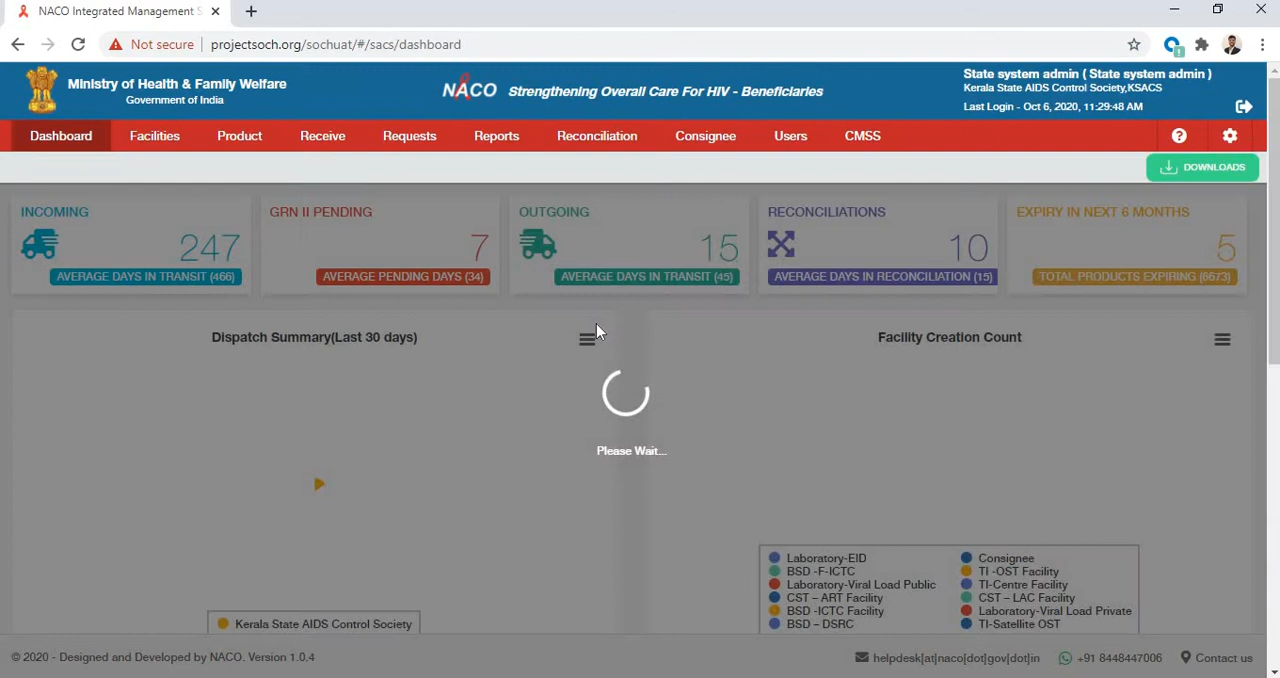 NACO Integrated Management S
Not secure
projectsoch.org/sochuat/#/sacs/dashboard
Ministry of Health & Family Welfare
Government of India
NACO
Strengthening Overall Care For HIV - Beneficiaries
State system admin ( State system admin )
Kerala State AIDS Control Society,KSACS
Last Login - Oct 6, 2020, 11:29:48 AM
Dashboard Facilities Product Receive Requests Reports Reconciliation Consignee Users CMSS
DOWNLOADS
INCOMING
247
AVERAGE DAYS IN TRANSIT (466)
GRN II PENDING
7
AVERAGE PENDING DAYS (34)
OUTGOING
15
AVERAGE DAYS IN TRANSIT (45)
RECONCILIATIONS
10
AVERAGE DAYS IN RECONCILIATION (15)
EXPIRY IN NEXT 6 MONTHS
5
TOTAL PRODUCTS EXPIRING (6673)
Dispatch Summary(Last 30 days)
Kerala State AIDS Control Society
Please Wait...
Facility Creation Count
Laboratory-EID Consignee
BSD -F-ICTC TI -OST Facility
Laboratory-Viral Load Public TI-Centre Facility
CST – ART Facility CST – LAC Facility
BSD -ICTC Facility Laboratory-Viral Load Private
BSD – DSRC TI-Satellite OST
© 2020 - Designed and Developed by NACO. Version 1.0.4
helpdesk[at]naco[dot]gov[dot]in
+91 8448447006
Contact us